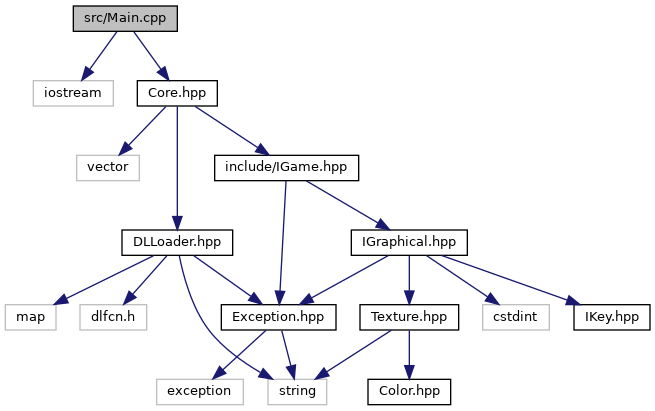 src/Main.cpp
iostream
Core.hpp
vector
include/IGame.hpp
DLLoader.hpp
IGraphical.hpp
map
dlfcn.h
Exception.hpp
Texture.hpp
cstdint
IKey.hpp
exception
string
Color.hpp